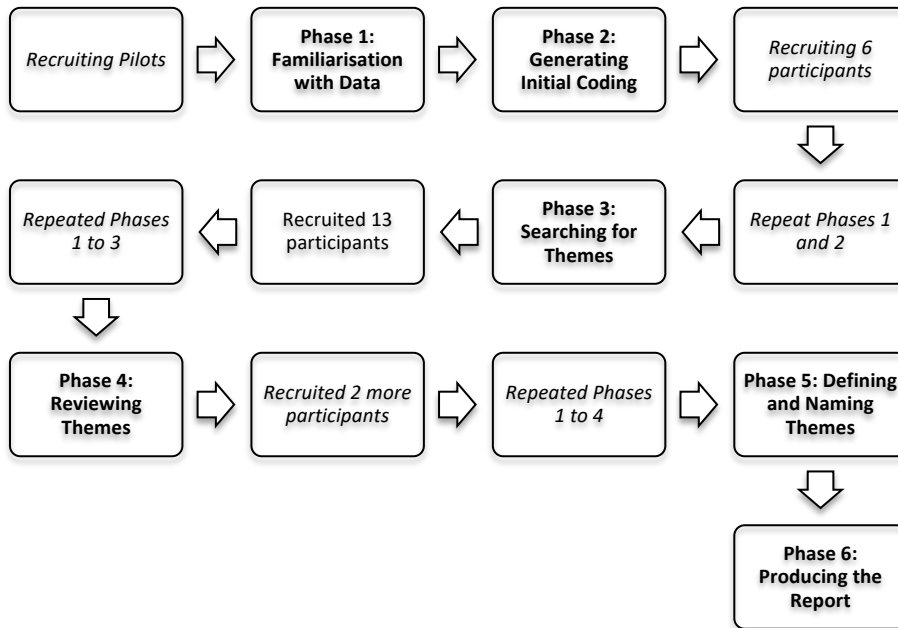 Recruiting Pilots
Phase 1:
Familiarisation
with Data
Phase 2:
Generating
Initial Coding
Recruiting 6
participants
Repeat Phases 1
and 2
Phase 3:
Searching for
Themes
Recruited 13
participants
Repeated Phases
1 to 3
Phase 4:
Reviewing
Themes
Recruited 2 more
participants
Repeated Phases
1 to 4
Phase 5: Defining
and Naming
Themes
Phase 6:
Producing the
Report